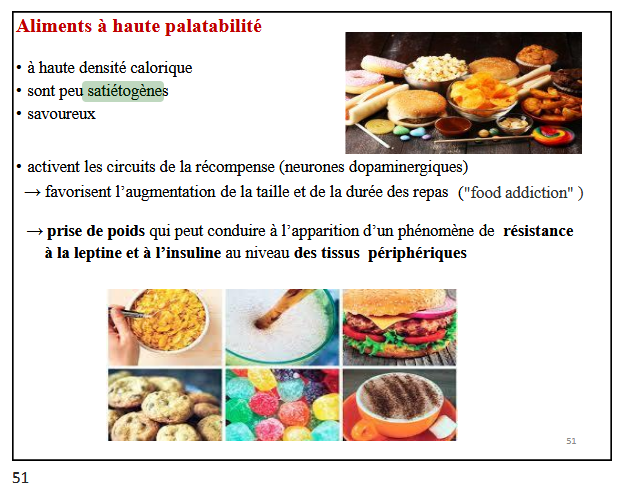 Aliments à haute palatabilité
• à haute densité calorique
• sont peu satiétogènes
• savoureux
• activent les circuits de la récompense (neurones dopaminergiques)
→ favorisent l’augmentation de la taille et de la durée des repas ("food addiction" )
→ prise de poids qui peut conduire à l’apparition d’un phénomène de résistance
à la leptine et à l’insuline au niveau des tissus périphériques
51
51